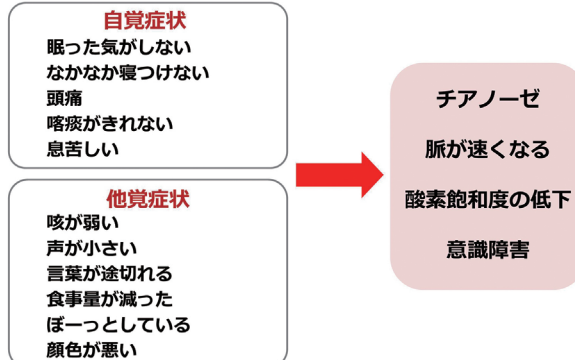 自覚症状
眠った気がしない
なかなか寝つけない
頭痛
喀痰がきれない
息苦しい
他覚症状
咳が弱い
声が小さい
言葉が途切れる
食事量が減った
ぼーっとしている
顔色が悪い
チアノーゼ
脈が速くなる
酸素飽和度の低下
意識障害